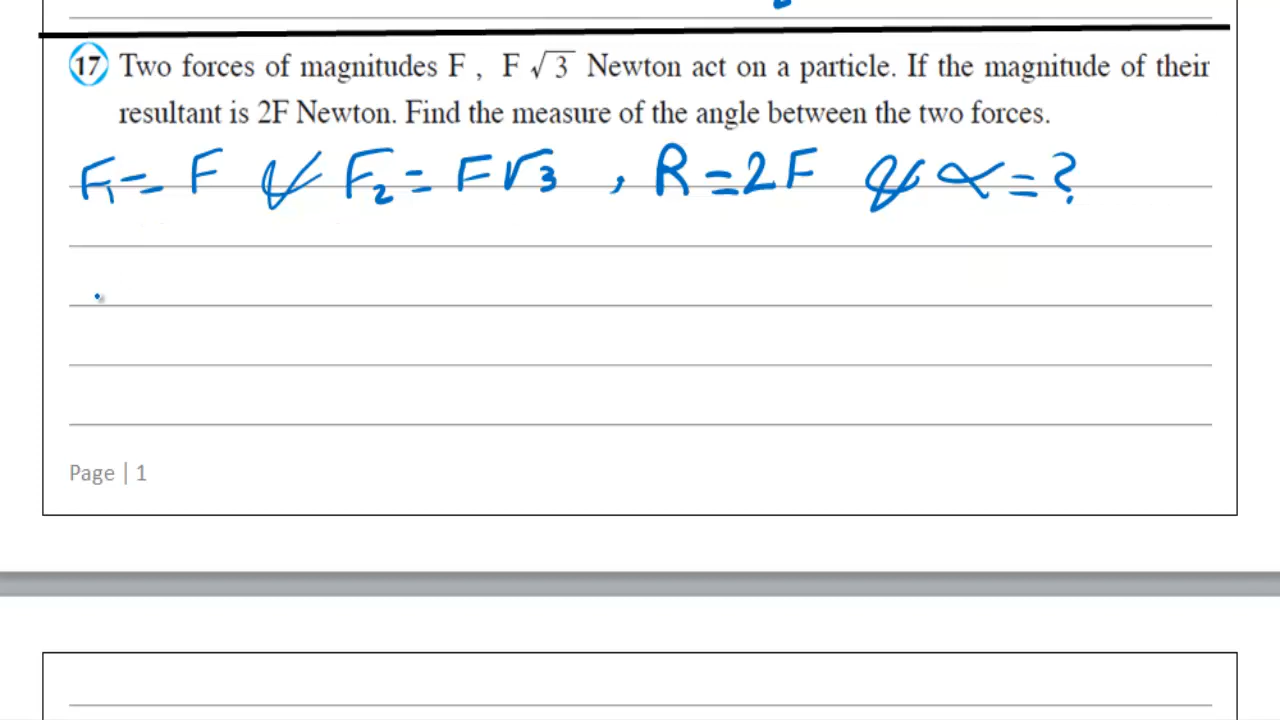 17 Two forces of magnitudes F , F √3 Newton act on a particle. If the magnitude of their
resultant is 2F Newton. Find the measure of the angle between the two forces.
F₁ = F & F₂ = F√3 , R = 2F & α = ?
Page | 1